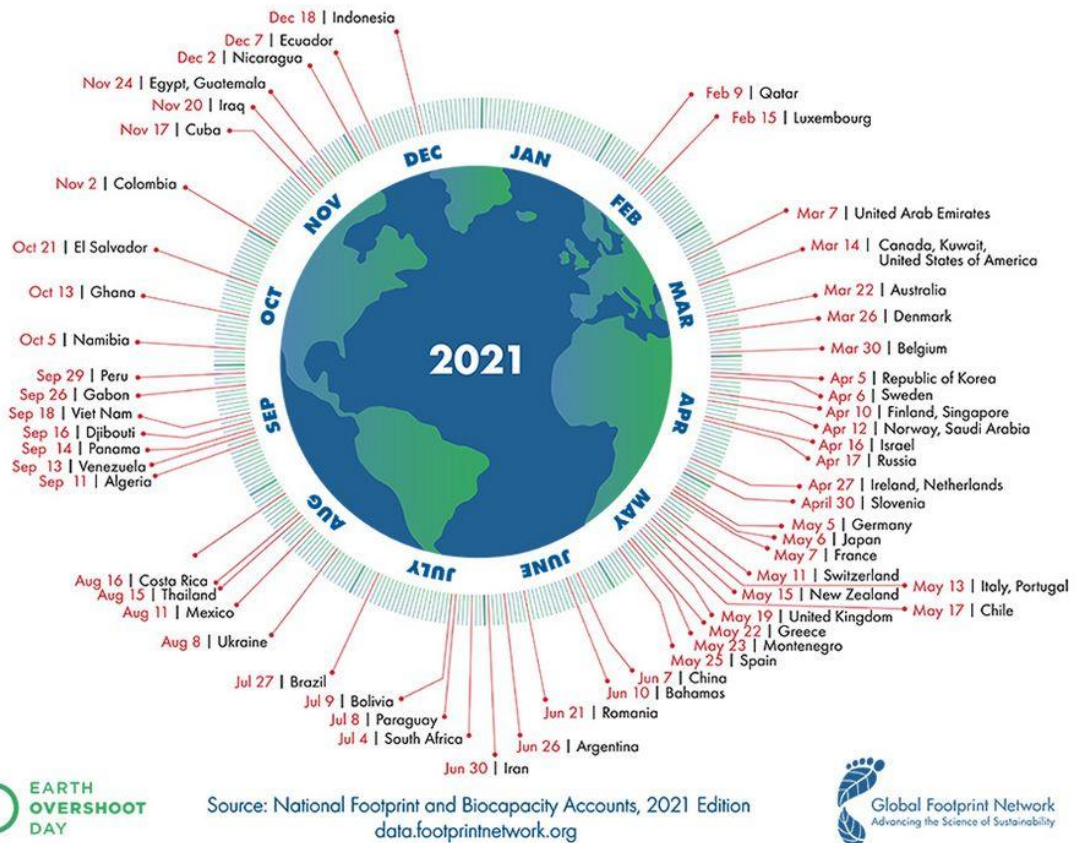 Dec 18 | Indonesia
Dec 7 | Ecuador
Dec 2 | Nicaragua
Nov 24 | Egypt, Guatemala
Nov 20 | Iraq
Nov 17 | Cuba
Nov 2 | Colombia
Oct 21 | El Salvador
Oct 13 | Ghana
Oct 5 | Namibia
Sep 29 | Peru
Sep 26 | Gabon
Sep 18 | Viet Nam
Sep 16 | Djibouti
Sep 14 | Panama
Sep 13 | Venezuela
Sep 11 | Algeria
Aug 16 | Costa Rica
Aug 15 | Thailand
Aug 11 | Mexico
Aug 8 | Ukraine
Jul 27 | Brazil
Jul 9 | Bolivia
Jul 8 | Paraguay
Jul 4 | South Africa
Jun 30 | Iran
Feb 9 | Qatar
Feb 15 | Luxembourg
Mar 7 | United Arab Emirates
Mar 14 | Canada, Kuwait,
United States of America
Mar 22 | Australia
Mar 26 | Denmark
Mar 30 | Belgium
Apr 5 | Republic of Korea
Apr 6 | Sweden
Apr 10 | Finland, Singapore
Apr 12 | Norway, Saudi Arabia
Apr 16 | Israel
Apr 17 | Russia
Apr 27 | Ireland, Netherlands
April 30 | Slovenia
May 5 | Germany
May 6 | Japan
May 7 | France
May 11 | Switzerland
May 13 | Italy, Portugal
May 15 | New Zealand
May 17 | Chile
May 19 | United Kingdom
May 22 | Greece
May 23 | Montenegro
May 25 | Spain
Jun 7 | China
Jun 10 | Bahamas
Jun 21 | Romania
Jun 26 | Argentina
JAN
FEB
MAR
APR
MAY
JUNE
JULY
AUG
SEP
OCT
NOV
DEC
2021
EARTH
OVERSHOOT
DAY
Source: National Footprint and Biocapacity Accounts, 2021 Edition
data.footprintnetwork.org
Global Footprint Network
Advancing the Science of Sustainability